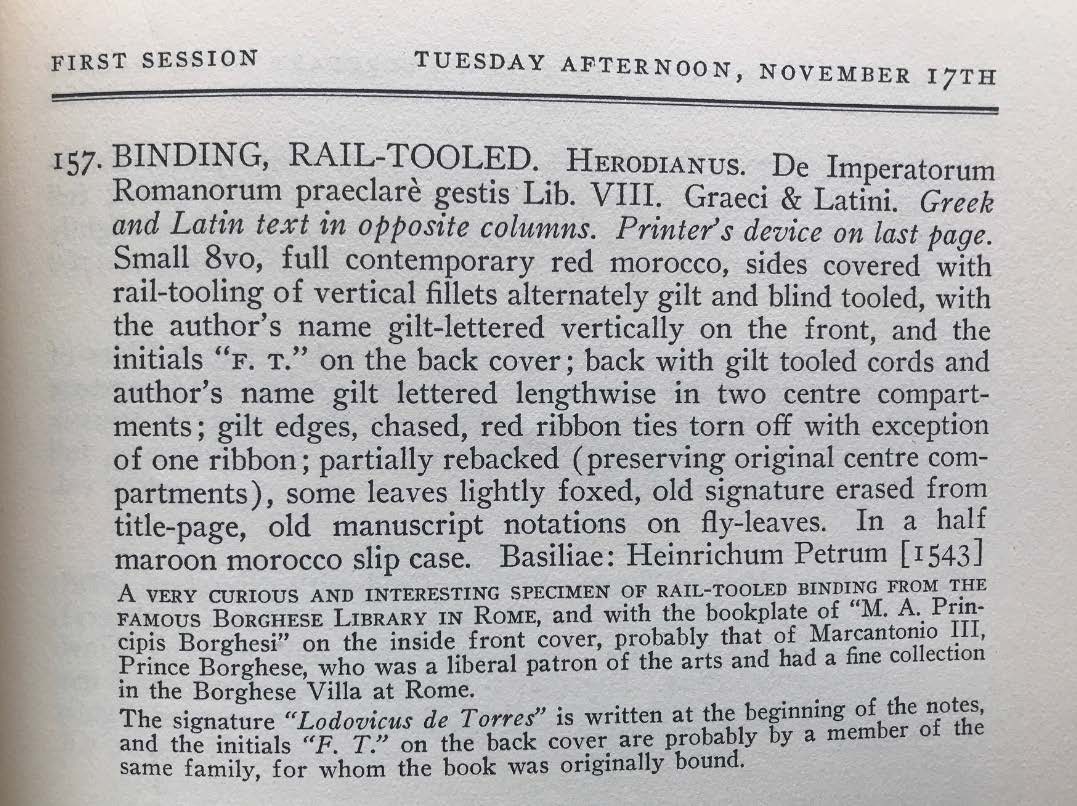 FIRST SESSION TUESDAY AFTERNOON, NOVEMBER 17TH
157. BINDING, RAIL-TOOLED. HERODIANUS. De Imperatorum
Romanorum praeclarè gestis Lib. VIII. Graeci & Latini. Greek
and Latin text in opposite columns. Printer's device on last page.
Small 8vo, full contemporary red morocco, sides covered with
rail-tooling of vertical fillets alternately gilt and blind tooled, with
the author's name gilt-lettered vertically on the front, and the
initials “F. T.” on the back cover; back with gilt tooled cords and
author's name gilt lettered lengthwise in two centre compart-
ments; gilt edges, chased, red ribbon ties torn off with exception
of one ribbon; partially rebacked (preserving original centre com-
partments), some leaves lightly foxed, old signature erased from
title-page, old manuscript notations on fly-leaves. In a half
maroon morocco slip case. Basiliae: Heinrichum Petrum [1543]
A VERY CURIOUS AND INTERESTING SPECIMEN OF RAIL-TOOLED BINDING FROM THE
FAMOUS BORGHESE LIBRARY IN ROME, and with the bookplate of “M. A. Prin-
cipis Borghesi” on the inside front cover, probably that of Marcantonio III,
Prince Borghese, who was a liberal patron of the arts and had a fine collection
in the Borghese Villa at Rome.
The signature “Lodovicus de Torres” is written at the beginning of the notes,
and the initials “F. T.” on the back cover are probably by a member of the
same family, for whom the book was originally bound.